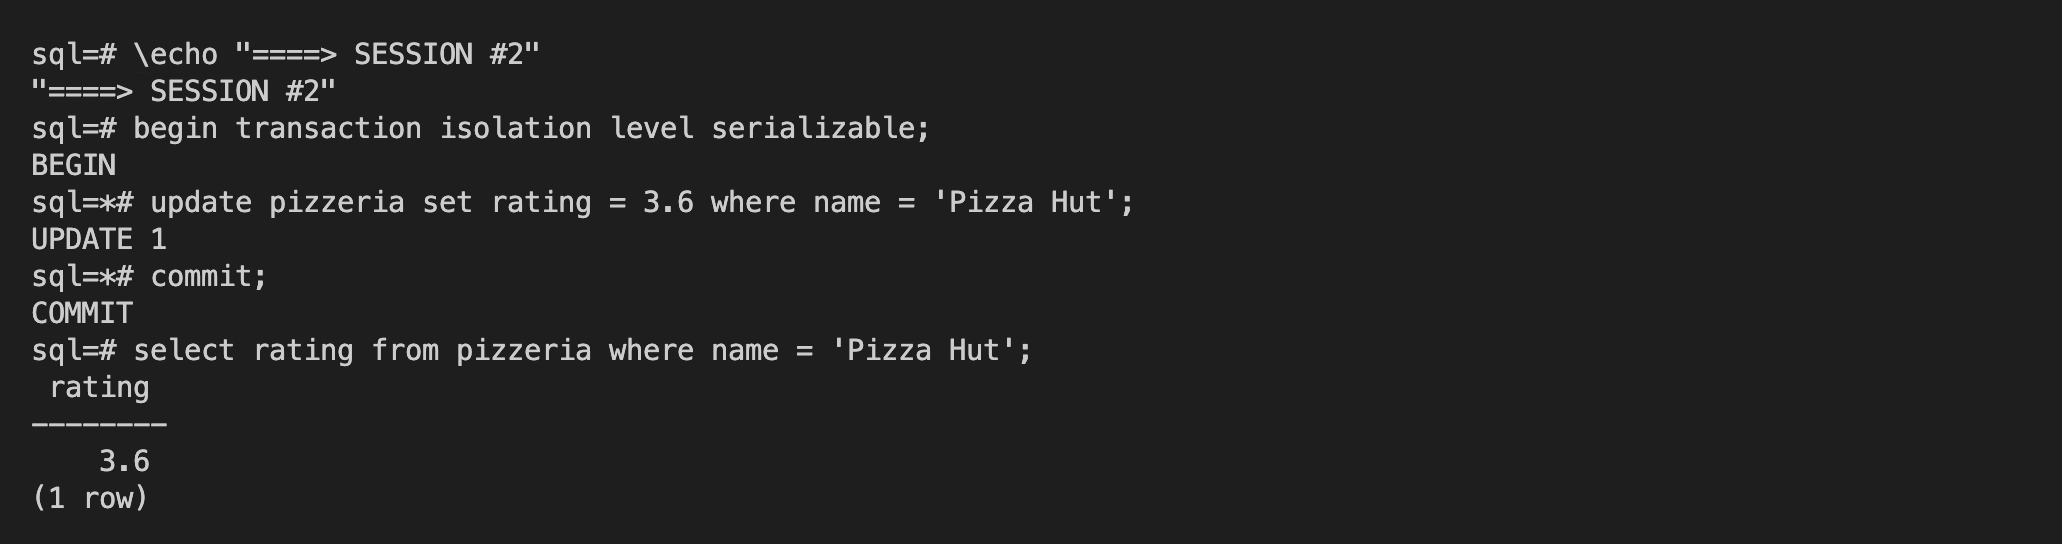 sql=# \echo "====> SESSION #2"
"====> SESSION #2"
sql=# begin transaction isolation level serializable;
BEGIN
sql=*# update pizzeria set rating = 3.6 where name = 'Pizza Hut';
UPDATE 1
sql=*# commit;
COMMIT
sql=# select rating from pizzeria where name = 'Pizza Hut';
 rating
--------
    3.6
(1 row)